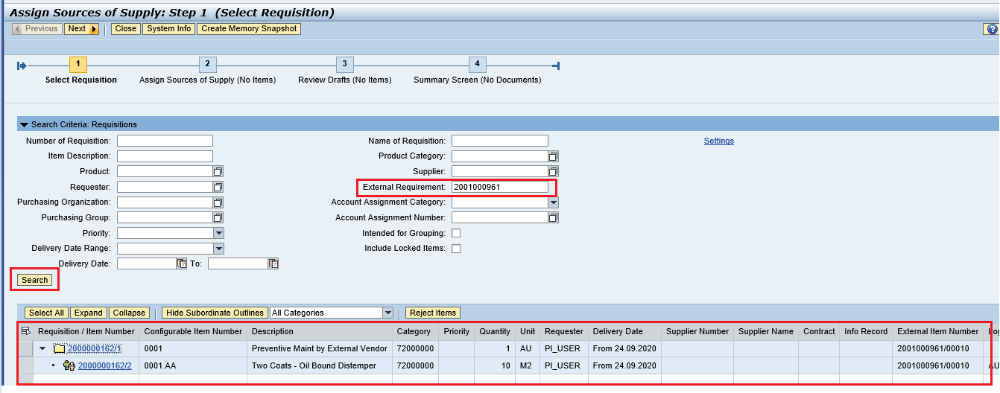 Assign Sources of Supply: Step 1 (Select Requisition)
Previous Next Close System Info Create Memory Snapshot
1 2 3 4
Select Requisition Assign Sources of Supply (No Items) Review Drafts (No Items) Summary Screen (No Documents)
Search Criteria: Requisitions
Number of Requisition: Name of Requisition: Settings
Item Description: Product Category:
Product: Supplier:
Requester: External Requirement: 2001000961
Purchasing Organization: Account Assignment Category:
Purchasing Group: Account Assignment Number:
Priority: Intended for Grouping:
Delivery Date Range: Include Locked Items:
Delivery Date: To:
Search
Select All Expand Collapse Hide Subordinate Outlines All Categories Reject Items
Requisition / Item Number Configurable Item Number Description Category Priority Quantity Unit Requester Delivery Date Supplier Number Supplier Name Contract Info Record External Item Number Log
2000000162/1 0001 Preventive Maint by External Vendor 72000000 1 AU PI_USER From 24.09.2020 2001000961/00010
2000000162/2 0001.AA Two Coats - Oil Bound Distemper 72000000 10 M2 PI_USER From 24.09.2020 2001000961/00010 AU